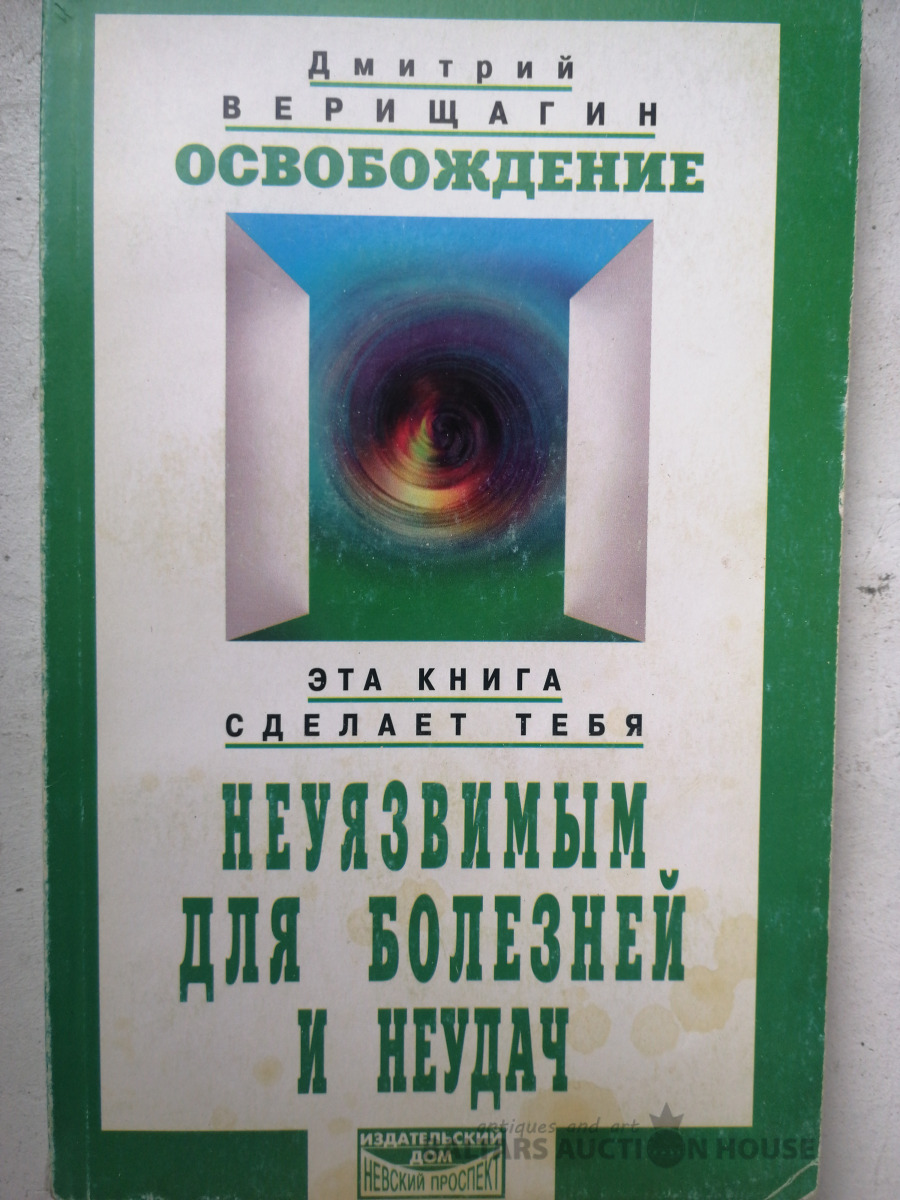 Дмитрий
ВЕРИЩАГИН
ОСВОБОЖДЕНИЕ
ЭТА КНИГА
СДЕЛАЕТ ТЕБЯ
НЕУЯЗВИМЫМ
ДЛЯ БОЛЕЗНЕЙ
И НЕУДАЧ
ИЗДАТЕЛЬСКИЙ
ДОМ
НЕВСКИЙ ПРОСПЕКТ
antiques and art
AUCTION HOUSE